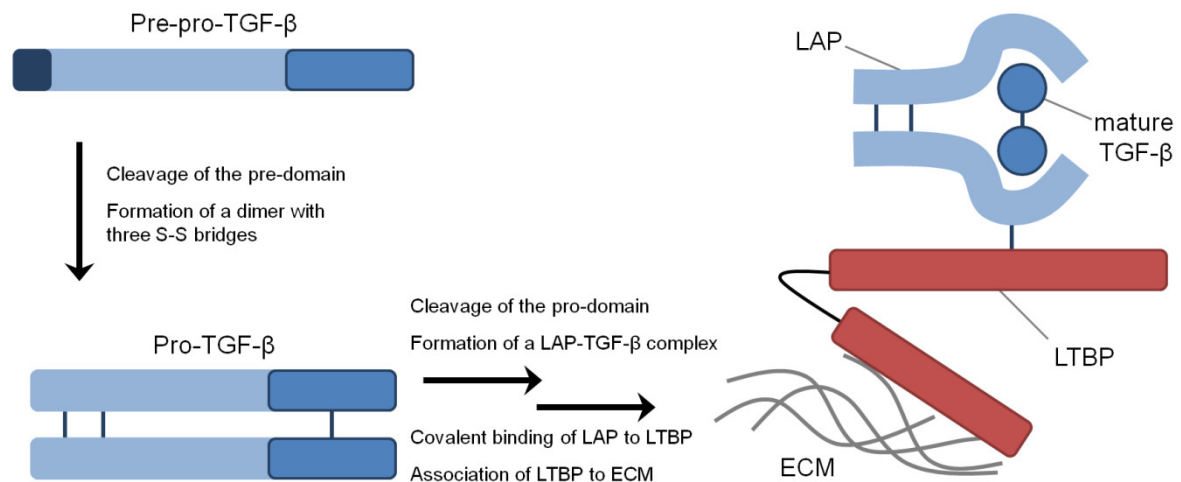 Pre-pro-TGF-β
Cleavage of the pre-domain
Formation of a dimer with
three S-S bridges
Pro-TGF-β
Cleavage of the pro-domain
Formation of a LAP-TGF-β complex
Covalent binding of LAP to LTBP
Association of LTBP to ECM
LAP
mature
TGF-β
LTBP
ECM